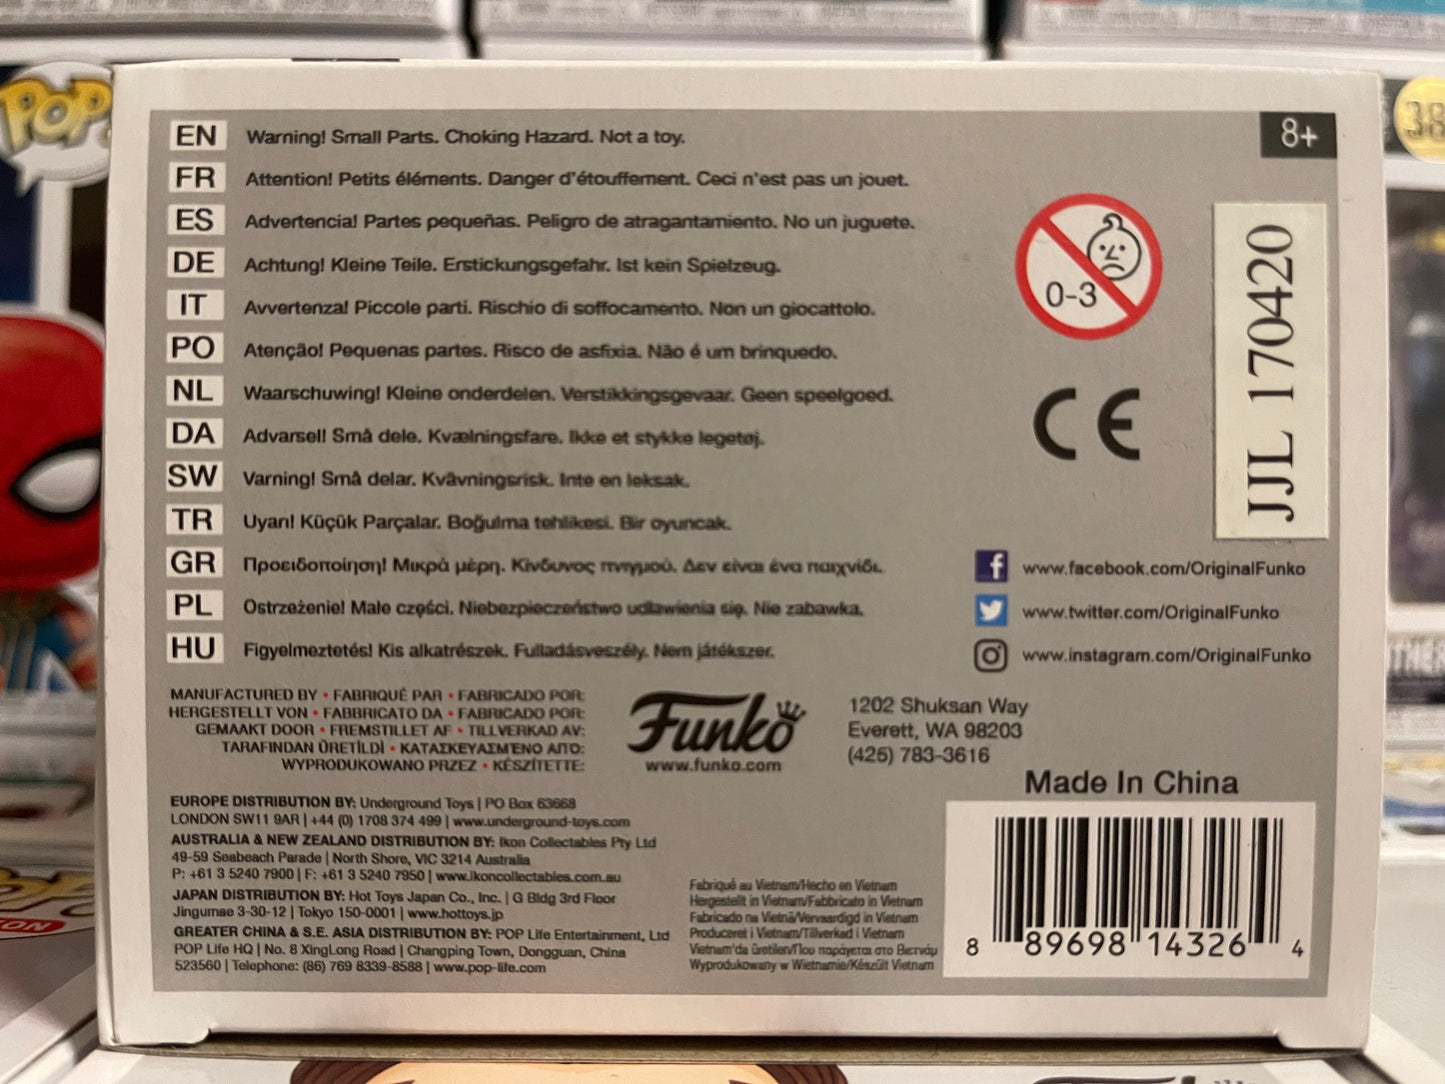 POP!
38
8+
EN Warning! Small Parts. Choking Hazard. Not a toy.
FR Attention! Petits éléments. Danger d'étouffement. Ceci n'est pas un jouet.
ES Advertencia! Partes pequeñas. Peligro de atragantamiento. No un juguete.
DE Achtung! Kleine Teile. Erstickungsgefahr. Ist kein Spielzeug.
IT Avvertenza! Piccole parti. Rischio di soffocamento. Non un giocattolo.
PO Atenção! Pequenas partes. Risco de asfixia. Não é um brinquedo.
NL Waarschuwing! Kleine onderdelen. Verstikkingsgevaar. Geen speelgoed.
DA Advarsel! Små dele. Kvælningsfare. Ikke et stykke legetøj.
SW Varning! Små delar. Kvävningsrisk. Inte en leksak.
TR Uyarı! Küçük Parçalar. Boğulma tehlikesi. Bir oyuncak.
GR Προειδοποίηση! Μικρά μέρη. Κίνδυνος πνιγμού. Δεν είναι ένα παιχνίδι.
PL Ostrzeżenie! Małe części. Niebezpieczeństwo udławienia się. Nie zabawka.
HU Figyelmeztetés! Kis alkatrészek. Fulladásveszély. Nem játékszer.
0-3
CE
JJL 170420
www.facebook.com/OriginalFunko
www.twitter.com/OriginalFunko
www.instagram.com/OriginalFunko
MANUFACTURED BY • FABRIQUÉ PAR • FABRICADO POR:
HERGESTELLT VON • FABBRICATO DA • FABRICADO POR:
GEMAAKT DOOR • FREMSTILLET AF • TILLVERKAD AV:
TARAFINDAN ÜRETİLDİ • ΚΑΤΑΣΚΕΥΑΣΜΈΝΟ ΑΠΌ:
WYPRODUKOWANO PRZEZ • KÉSZÍTETTE:
Funko
www.funko.com
1202 Shuksan Way
Everett, WA 98203
(425) 783-3616
Made In China
EUROPE DISTRIBUTION BY: Underground Toys | PO Box 63668
LONDON SW11 9AR | +44 (0) 1708 374 499 | www.underground-toys.com
AUSTRALIA & NEW ZEALAND DISTRIBUTION BY: Ikon Collectables Pty Ltd
49-59 Seabeach Parade | North Shore, VIC 3214 Australia
P: +61 3 5240 7900 | F: +61 3 5240 7950 | www.ikoncollectables.com.au
JAPAN DISTRIBUTION BY: Hot Toys Japan Co., Inc. | G Bldg 3rd Floor
Jingumae 3-30-12 | Tokyo 150-0001 | www.hottoys.jp
GREATER CHINA & S.E. ASIA DISTRIBUTION BY: POP Life Entertainment, Ltd
POP Life HQ | No. 8 XingLong Road | Changping Town, Dongguan, China
523560 | Telephone: (86) 769 8339-8588 | www.pop-life.com
Fabriqué au Vietnam/Hecho en Vietnam
Hergestellt in Vietnam/Fabbricato in Vietnam
Fabricado na Vietnã/Vervaardigd in Vietnam
Produceret i Vietnam/Tillverkad i Vietnam
Vietnam'da üretilen/Που παράγεται στο Βιετνάμ
Wyprodukowany w Wietnamie/Készült Vietnam
8 89698 14326 4